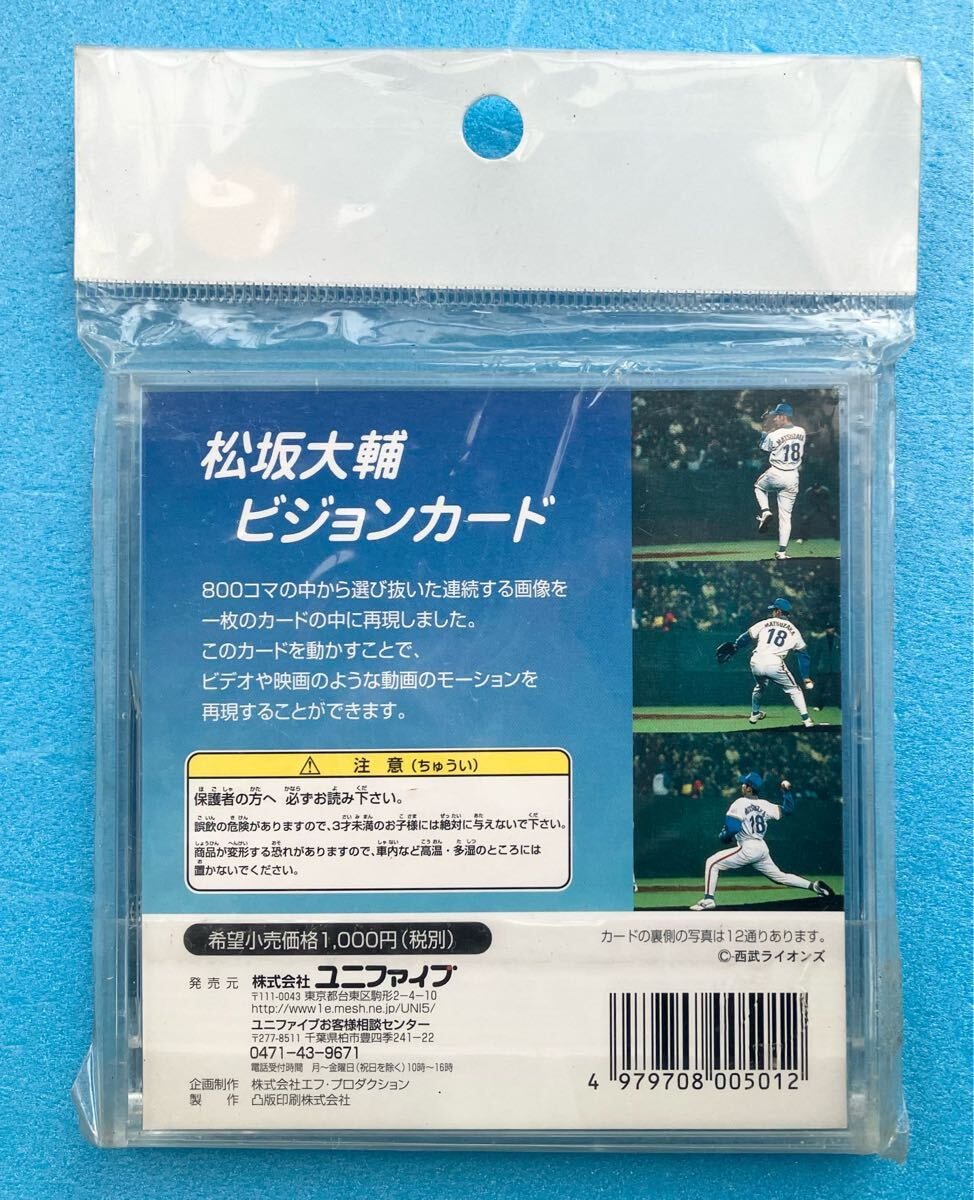 松坂大輔
ビジョンカード
800コマの中から選び抜いた連続する画像を
一枚のカードの中に再現しました。
このカードを動かすことで、
ビデオや映画のような動画のモーションを
再現することができます。
MATSUZAKA
18
MATSUZAKA
18
MATSUZAKA
18
注 意(ちゅうい)
保護者の方へ 必ずお読み下さい。
誤飲の危険がありますので、3才未満のお子様には絶対に与えないで下さい。
商品が変形する恐れがありますので、車内など高温・多湿のところには
置かないでください。
希望小売価格1,000円(税別)
カードの裏側の写真は12通りあります。
©西武ライオンズ
発 売 元 株式会社 ユニファイブ
〒111-0043 東京都台東区駒形2-4-10
http://www1e.mesh.ne.jp/UNI5/
ユニファイブお客様相談センター
〒277-8511 千葉県柏市豊四季241-22
0471-43-9671
電話受付時間 月〜金曜日(祝日を除く)10時〜16時
企画制作 株式会社エフ・プロダクション
製 作 凸版印刷株式会社
4 979708 005012